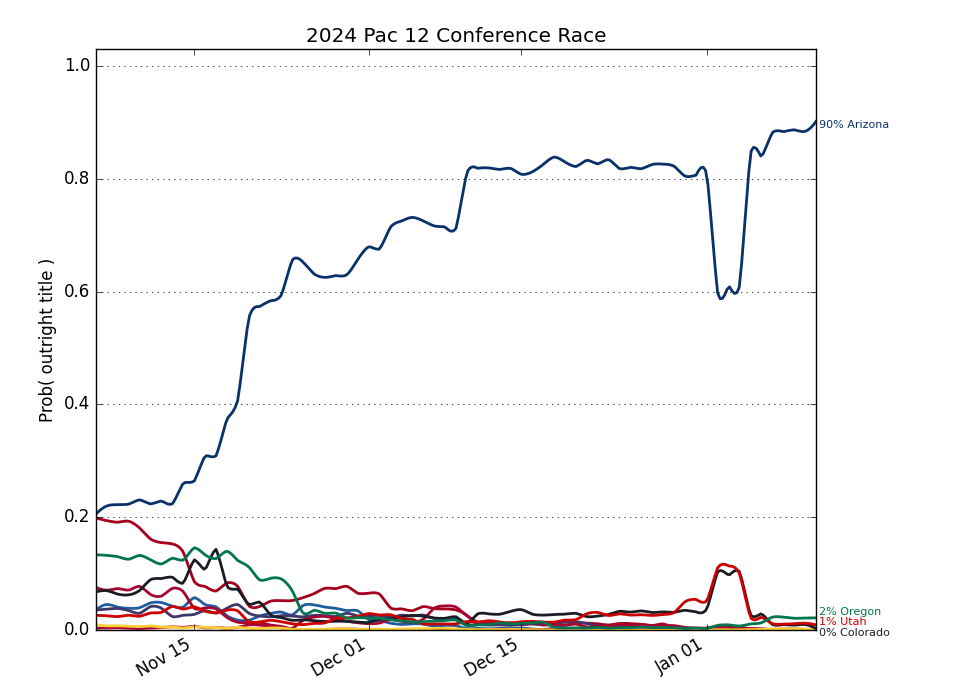 2024 Pac 12 Conference Race
1.0
0.8
0.6
0.4
0.2
0.0
Prob( outright title )
Nov 15
Dec 01
Dec 15
Jan 01
90% Arizona
2% Oregon
1% Utah
0% Colorado